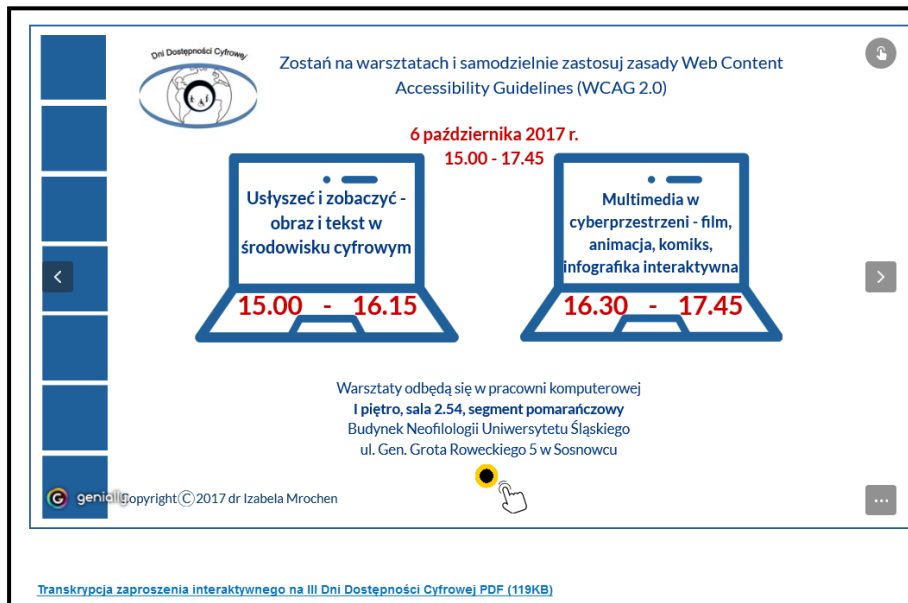 Dni Dostępności Cyfrowej
Zostań na warsztatach i samodzielnie zastosuj zasady Web Content
Accessibility Guidelines (WCAG 2.0)
6 października 2017 r.
15.00 - 17.45
Usłyszeć i zobaczyć -
obraz i tekst w
środowisku cyfrowym
15.00 - 16.15
Multimedia w
cyberprzestrzeni - film,
animacja, komiks,
infografika interaktywna
16.30 - 17.45
Warsztaty odbędą się w pracowni komputerowej
I piętro, sala 2.54, segment pomarańczowy
Budynek Neofilologii Uniwersytetu Śląskiego
ul. Gen. Grota Roweckiego 5 w Sosnowcu
genially
Copyright Ⓒ 2017 dr Izabela Mrochen
Transkrypcja zaproszenia interaktywnego na III Dni Dostępności Cyfrowej PDF (119KB)